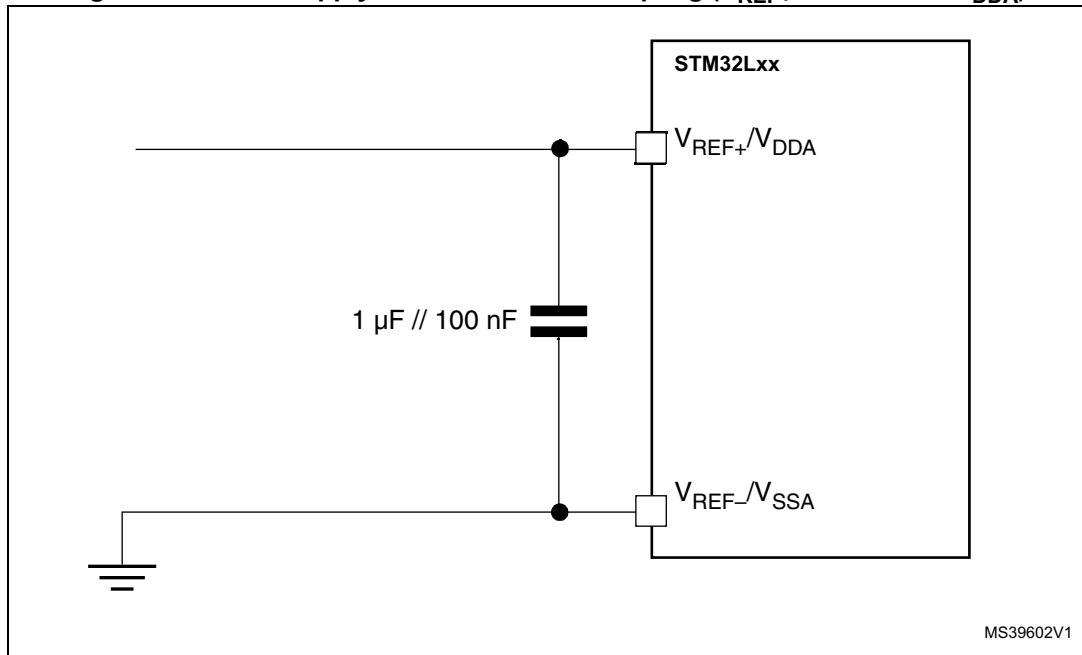 STM32Lxx
VREF+/VDDA
1 µF // 100 nF
VREF–/VSSA
MS39602V1